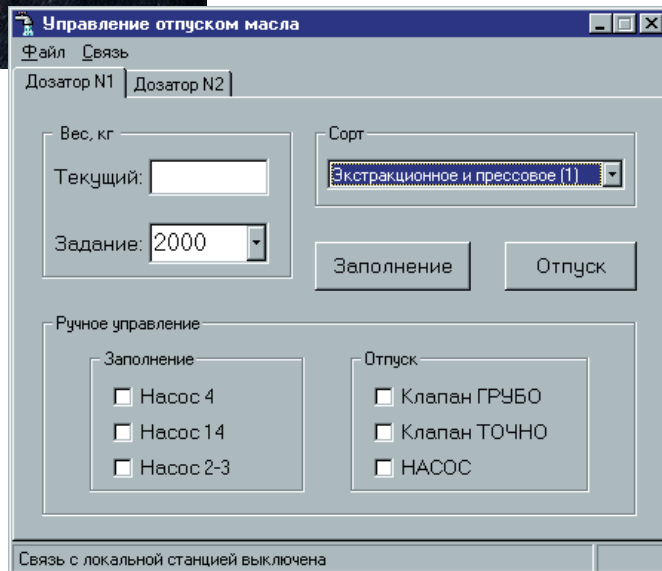 Управление отпуском масла
Файл Связь
Дозатор N1 Дозатор N2
Вес, кг
Сорт
Текущий:
Экстракционное и прессовое (1)
Задание: 2000
Заполнение
Отпуск
Ручное управление
Заполнение
Отпуск
Насос 4
Клапан ГРУБО
Насос 14
Клапан ТОЧНО
Насос 2-3
НАСОС
Связь с локальной станцией выключена